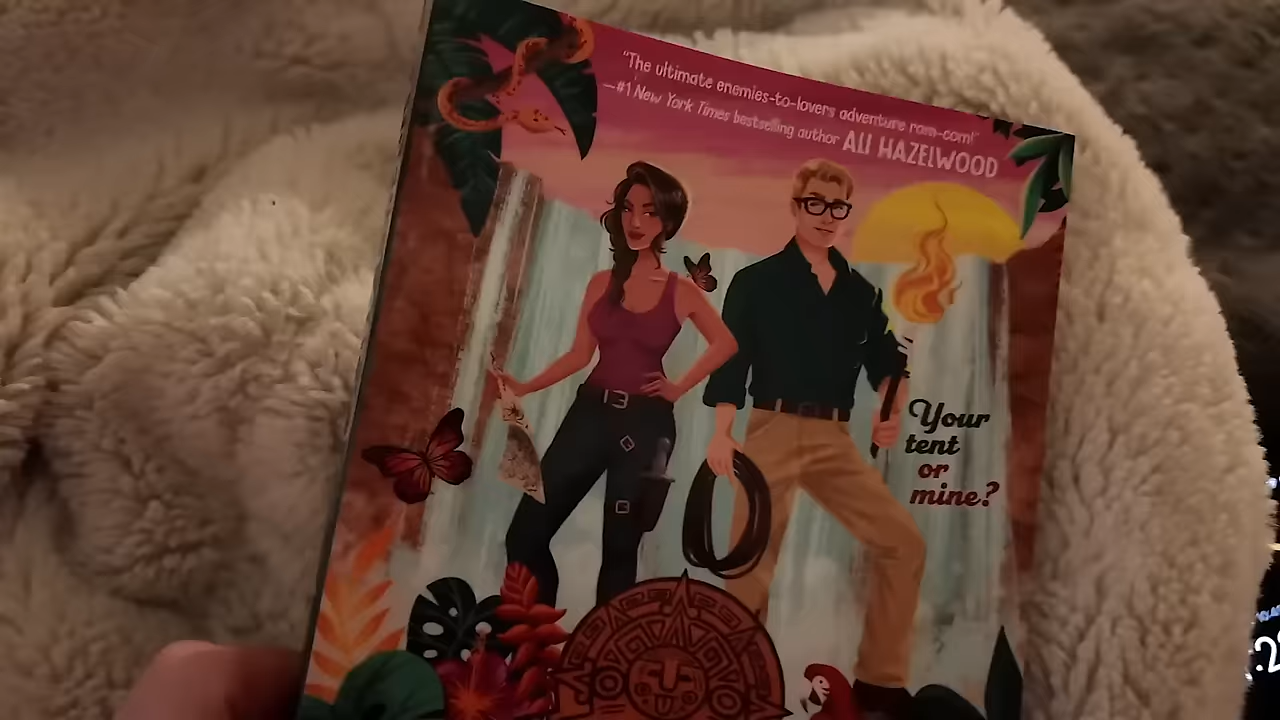 "The ultimate enemies-to-lovers adventure rom-com!"
—#1 New York Times bestselling author ALI HAZELWOOD
Your
tent
or
mine?